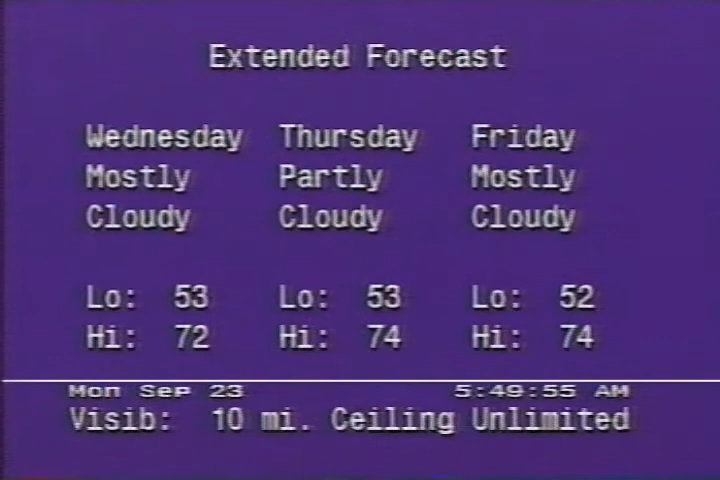 Extended Forecast
Wednesday Thursday Friday
Mostly Partly Mostly
Cloudy Cloudy Cloudy
Lo: 53 Lo: 53 Lo: 52
Hi: 72 Hi: 74 Hi: 74
Mon Sep 23 5:49:55 AM
Visib: 10 mi. Ceiling Unlimited